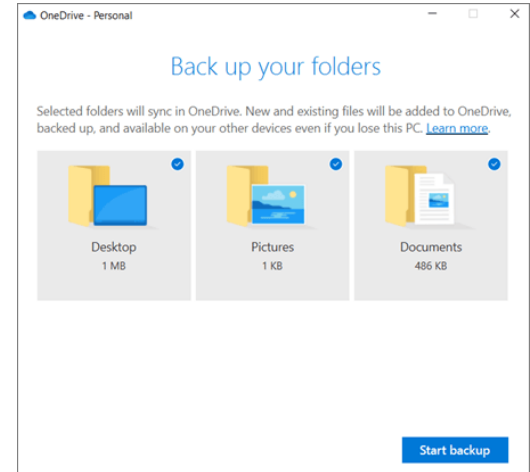 OneDrive - Personal
Back up your folders
Selected folders will sync in OneDrive. New and existing files will be added to OneDrive,
backed up, and available on your other devices even if you lose this PC. Learn more.
Desktop
1 MB
Pictures
1 KB
Documents
486 KB
Start backup